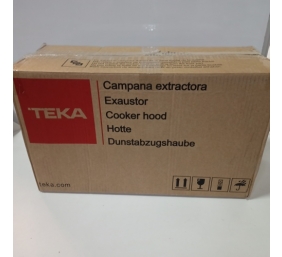 TEKA
Campana extractora
Exaustor
Cooker hood
Hotte
Dunstabzugshaube
teka.com